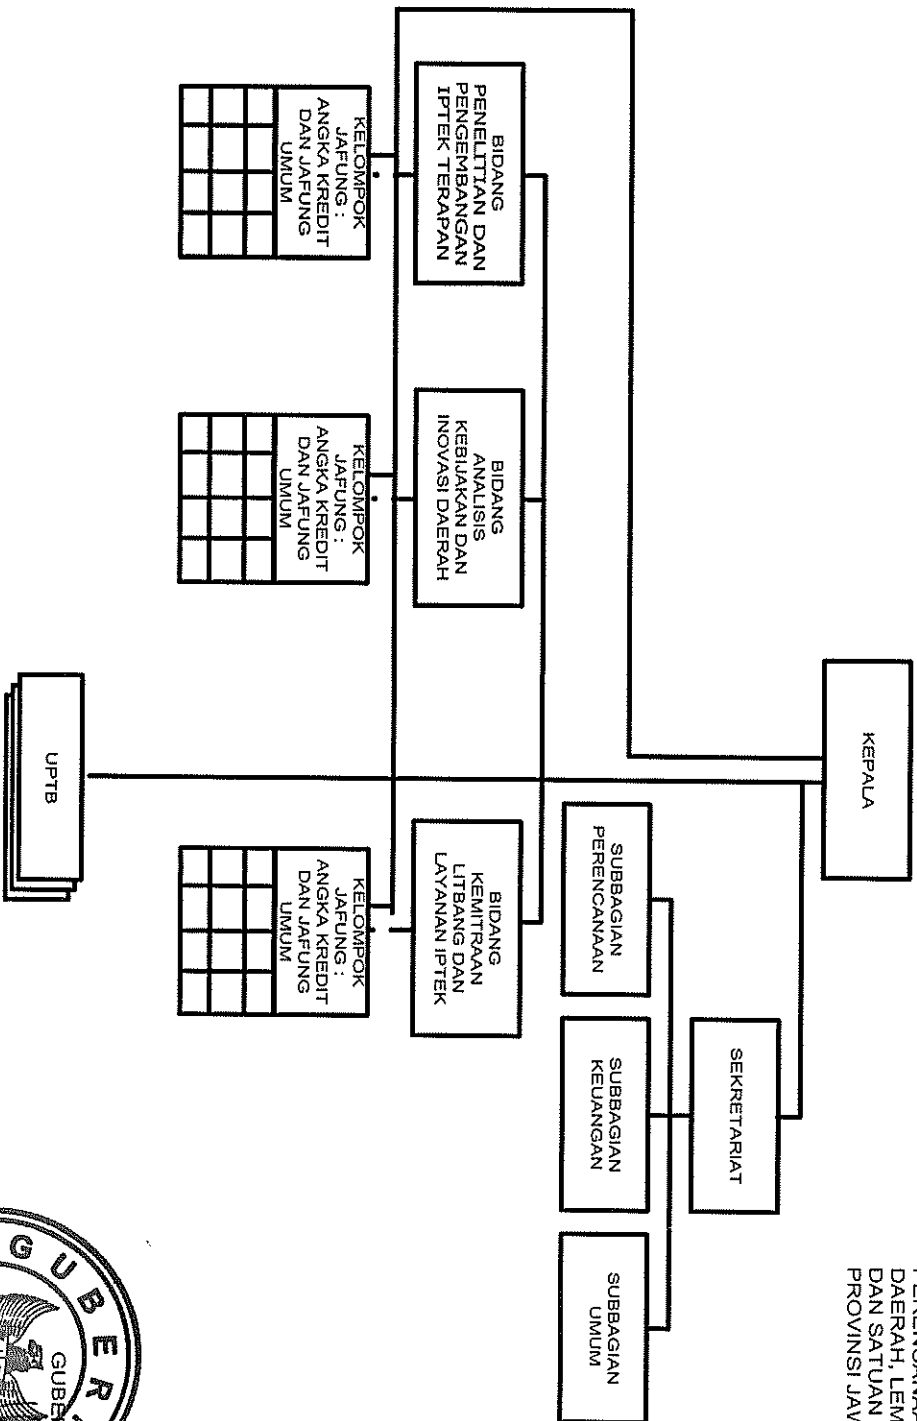 PERENCANAAN
DAERAH, LEM
DAN SATUAN
PROVINSI JAW
KEPALA
SEKRETARIAT
SUBBAGIAN
PERENCANAAN
SUBBAGIAN
KEUANGAN
SUBBAGIAN
UMUM
BIDANG
PENELITIAN DAN
PENGEMBANGAN
IPTEK TERAPAN
BIDANG
ANALISIS
KEBIJAKAN DAN
INOVASI DAERAH
BIDANG
KEMITRAAN
LITBANG DAN
LAYANAN IPTEK
KELOMPOK
JAFUNG :
ANGKA KREDIT
DAN JAFUNG
UMUM
KELOMPOK
JAFUNG :
ANGKA KREDIT
DAN JAFUNG
UMUM
KELOMPOK
JAFUNG :
ANGKA KREDIT
DAN JAFUNG
UMUM
UPTB
GUBER
GUBE